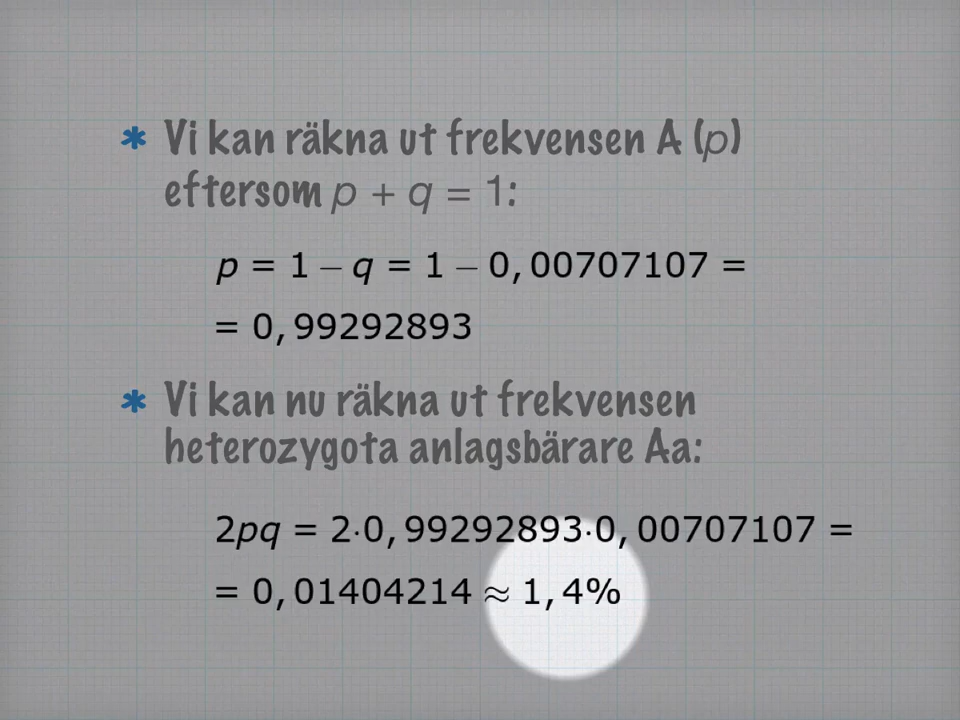 * Vi kan räkna ut frekvensen A (p)
eftersom p + q = 1:
p = 1 – q = 1 – 0,00707107 =
= 0,99292893
* Vi kan nu räkna ut frekvensen
heterozygota anlagsbärare Aa:
2pq = 2·0,99292893·0,00707107 =
= 0,01404214 ≈ 1,4%